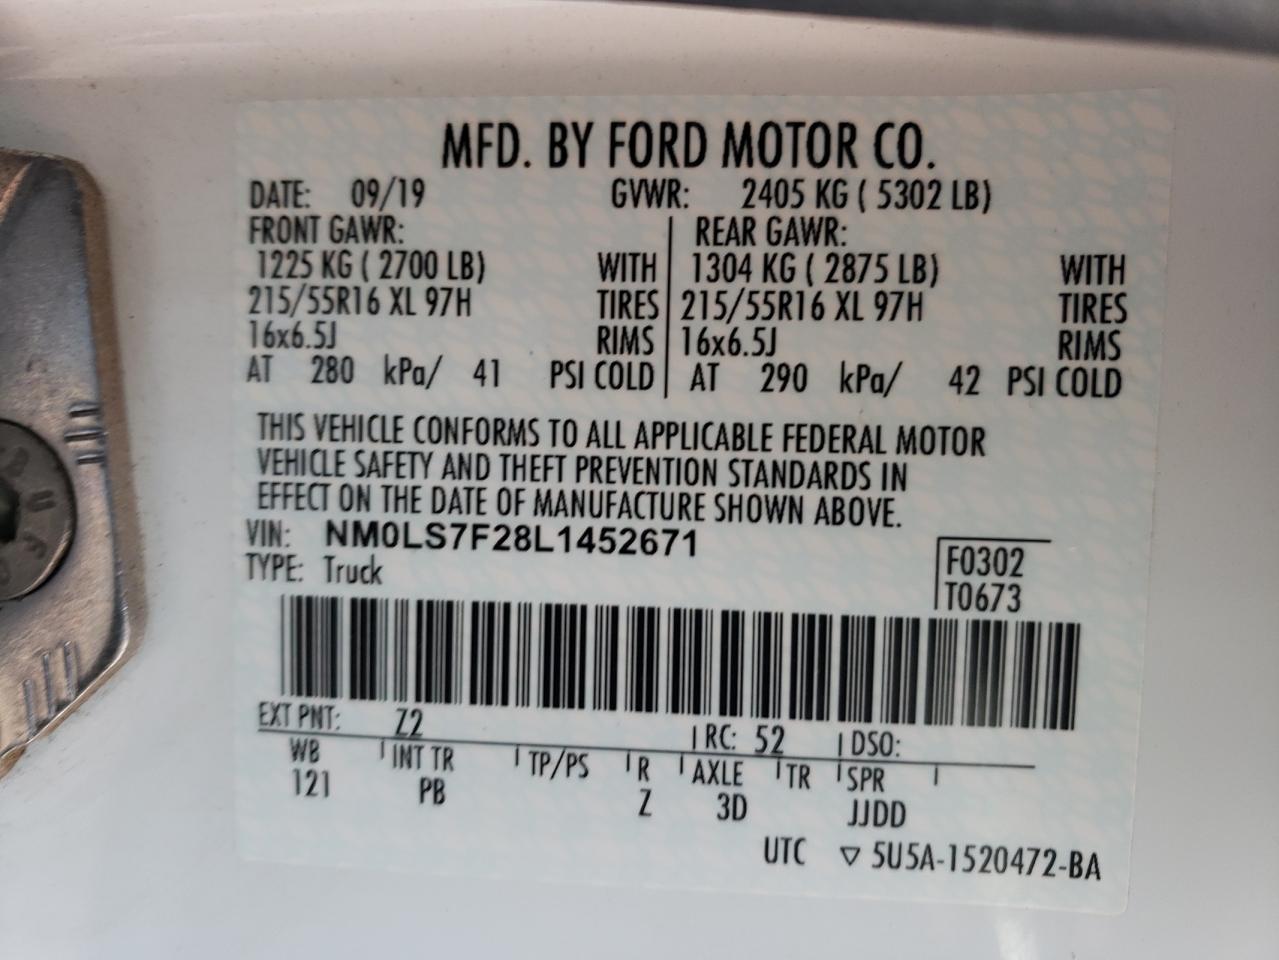 MFD. BY FORD MOTOR CO.
DATE: 09/19 GVWR: 2405 KG ( 5302 LB)
FRONT GAWR: REAR GAWR:
1225 KG ( 2700 LB) WITH 1304 KG ( 2875 LB) WITH
215/55R16 XL 97H TIRES 215/55R16 XL 97H TIRES
16x6.5J RIMS 16x6.5J RIMS
AT 280 kPa/ 41 PSI COLD AT 290 kPa/ 42 PSI COLD
THIS VEHICLE CONFORMS TO ALL APPLICABLE FEDERAL MOTOR
VEHICLE SAFETY AND THEFT PREVENTION STANDARDS IN
EFFECT ON THE DATE OF MANUFACTURE SHOWN ABOVE.
VIN: NM0LS7F28L1452671
TYPE: Truck
F0302
T0673
EXT PNT: Z2 RC: 52 DSO:
WB INT TR TP/PS R AXLE TR SPR
121 PB Z 3D JJDD
UTC ▽ 5U5A-1520472-BA